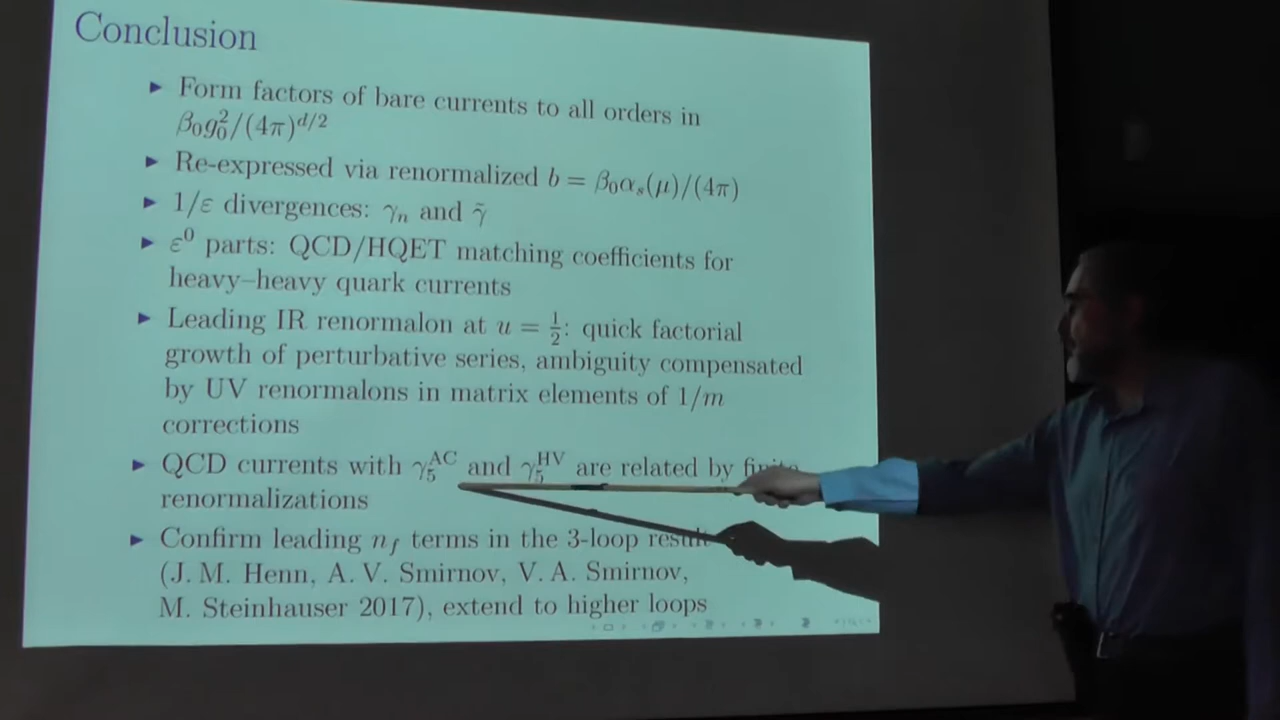 Conclusion
▶ Form factors of bare currents to all orders in
β₀g₀²/(4π)^{d/2}
▶ Re-expressed via renormalized b = β₀αₛ(μ)/(4π)
▶ 1/ε divergences: γₙ and γ̃
▶ ε⁰ parts: QCD/HQET matching coefficients for
heavy–heavy quark currents
▶ Leading IR renormalon at u = ½: quick factorial
growth of perturbative series, ambiguity compensated
by UV renormalons in matrix elements of 1/m
corrections
▶ QCD currents with γ₅^{AC} and γ₅^{HV} are related by finite
renormalizations
▶ Confirm leading n_f terms in the 3-loop result
(J. M. Henn, A. V. Smirnov, V. A. Smirnov,
M. Steinhauser 2017), extend to higher loops